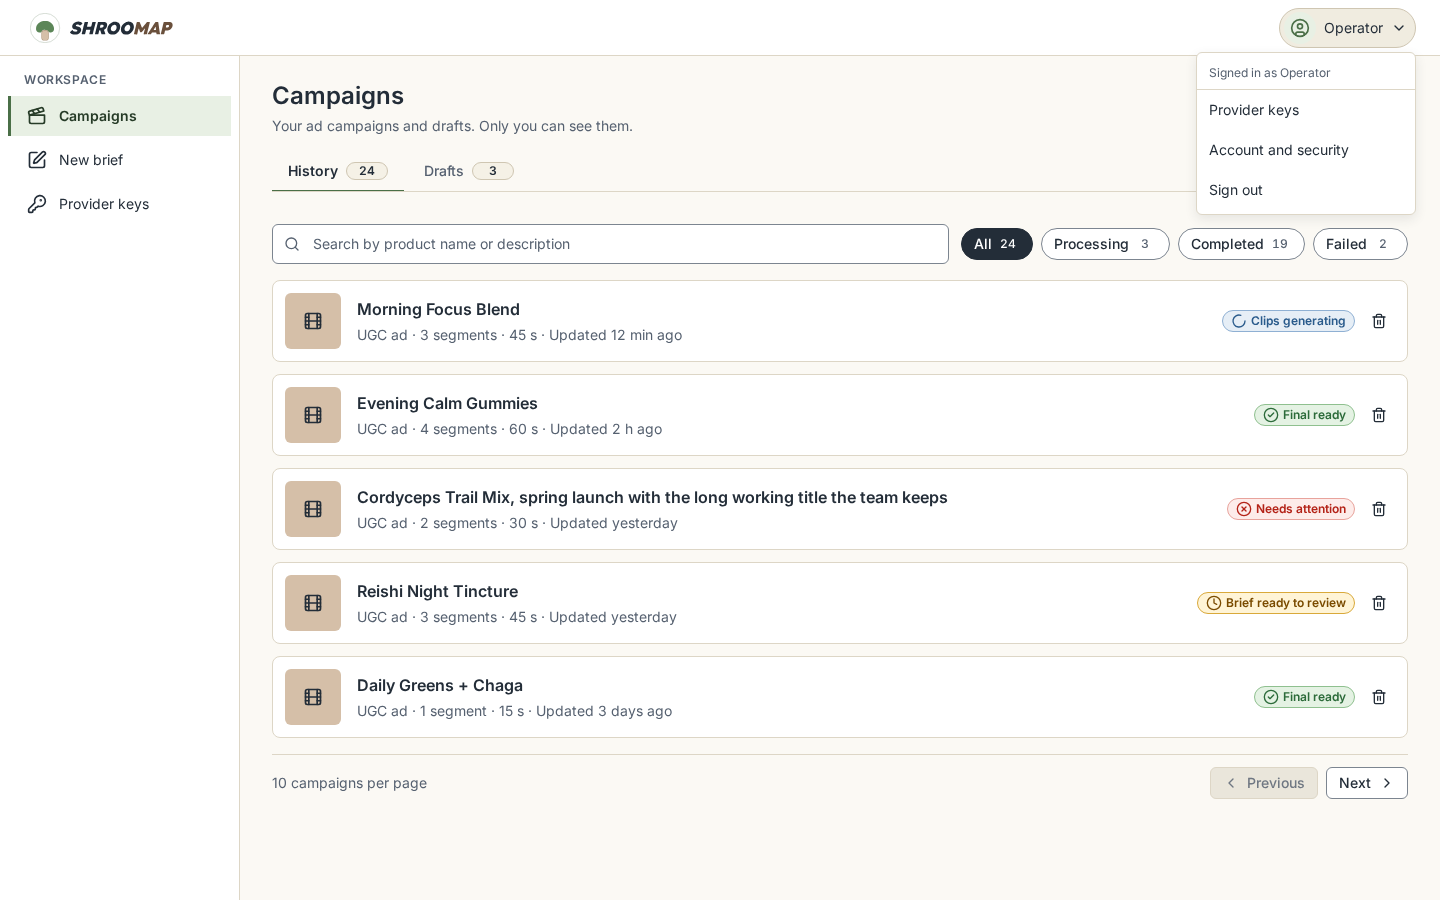 SHROOMAP
Operator
Signed in as Operator
Provider keys
Account and security
Sign out
WORKSPACE
Campaigns
New brief
Provider keys
Campaigns
Your ad campaigns and drafts. Only you can see them.
History 24
Drafts 3
Search by product name or description
All 24
Processing 3
Completed 19
Failed 2
Morning Focus Blend
UGC ad · 3 segments · 45 s · Updated 12 min ago
Clips generating
Evening Calm Gummies
UGC ad · 4 segments · 60 s · Updated 2 h ago
Final ready
Cordyceps Trail Mix, spring launch with the long working title the team keeps
UGC ad · 2 segments · 30 s · Updated yesterday
Needs attention
Reishi Night Tincture
UGC ad · 3 segments · 45 s · Updated yesterday
Brief ready to review
Daily Greens + Chaga
UGC ad · 1 segment · 15 s · Updated 3 days ago
Final ready
10 campaigns per page
Previous
Next